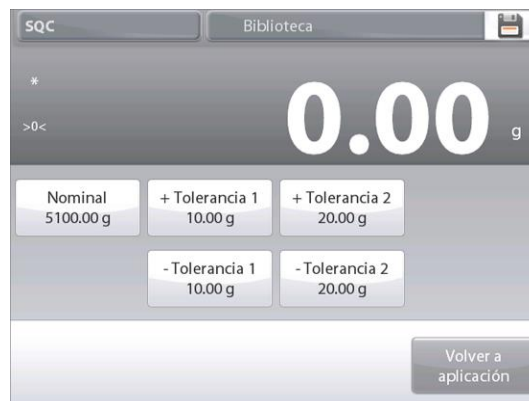 SQC
Biblioteca
*
>0<
0.00 g
Nominal
5100.00 g
+ Tolerancia 1
10.00 g
+ Tolerancia 2
20.00 g
- Tolerancia 1
10.00 g
- Tolerancia 2
20.00 g
Volver a
aplicación